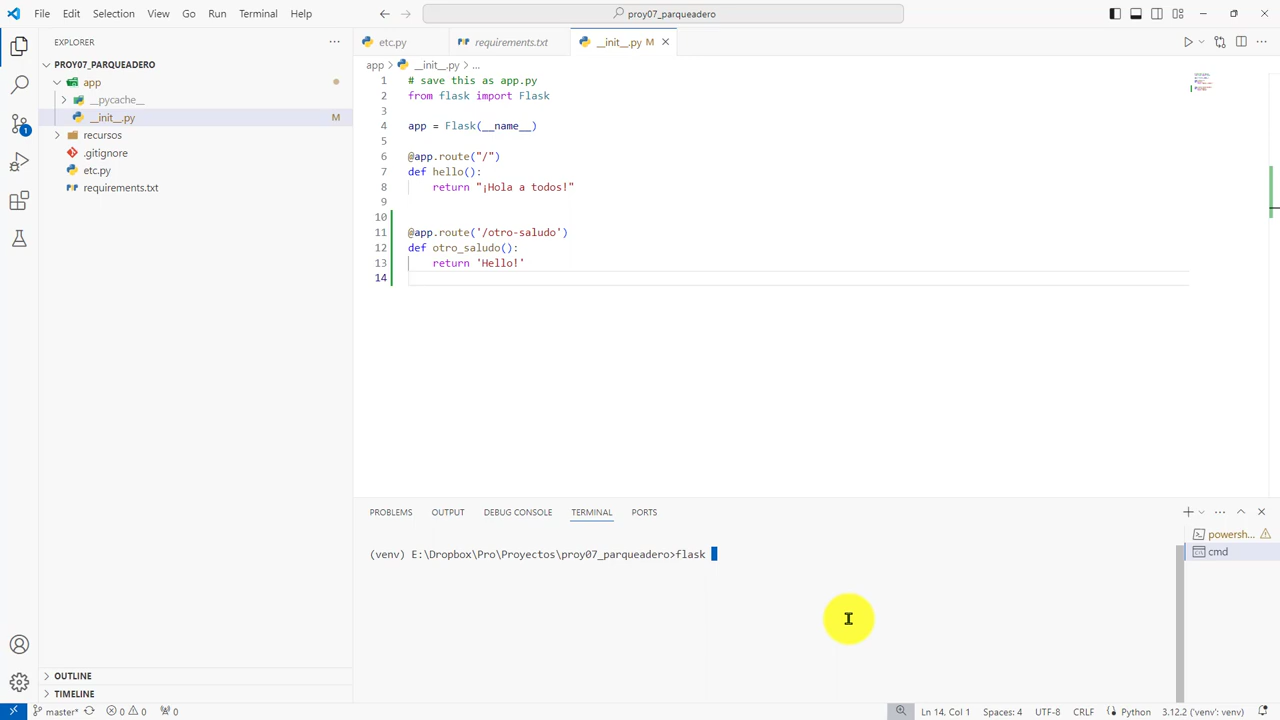 File Edit Selection View Go Run Terminal Help
proy07_parqueadero
EXPLORER
PROY07_PARQUEADERO
app
__pycache__
__init__.py M
recursos
.gitignore
etc.py
requirements.txt
OUTLINE
TIMELINE
etc.py requirements.txt __init__.py M
app > __init__.py > ...
1 # save this as app.py
2 from flask import Flask
3
4 app = Flask(__name__)
5
6 @app.route("/")
7 def hello():
8 return "¡Hola a todos!"
9
10
11 @app.route('/otro-saludo')
12 def otro_saludo():
13 return 'Hello!'
14
PROBLEMS OUTPUT DEBUG CONSOLE TERMINAL PORTS
(venv) E:\Dropbox\Pro\Proyectos\proy07_parqueadero>flask
powersh...
cmd
1
master* 0 0 0 Ln 14, Col 1 Spaces: 4 UTF-8 CRLF Python 3.12.2 ('venv': venv)